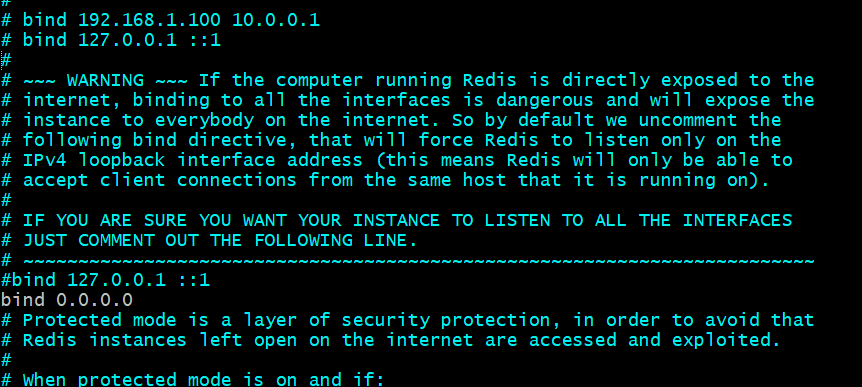 #
# bind 192.168.1.100 10.0.0.1
# bind 127.0.0.1 ::1
#
# ~~~ WARNING ~~~ If the computer running Redis is directly exposed to the
# internet, binding to all the interfaces is dangerous and will expose the
# instance to everybody on the internet. So by default we uncomment the
# following bind directive, that will force Redis to listen only on the
# IPv4 loopback interface address (this means Redis will only be able to
# accept client connections from the same host that it is running on).
#
# IF YOU ARE SURE YOU WANT YOUR INSTANCE TO LISTEN TO ALL THE INTERFACES
# JUST COMMENT OUT THE FOLLOWING LINE.
# ~~~~~~~~~~~~~~~~~~~~~~~~~~~~~~~~~~~~~~~~~~~~~~~~~~~~~~~~~~~~~~~~~~~~~~~~
#bind 127.0.0.1 ::1
bind 0.0.0.0
# Protected mode is a layer of security protection, in order to avoid that
# Redis instances left open on the internet are accessed and exploited.
#
# When protected mode is on and if: